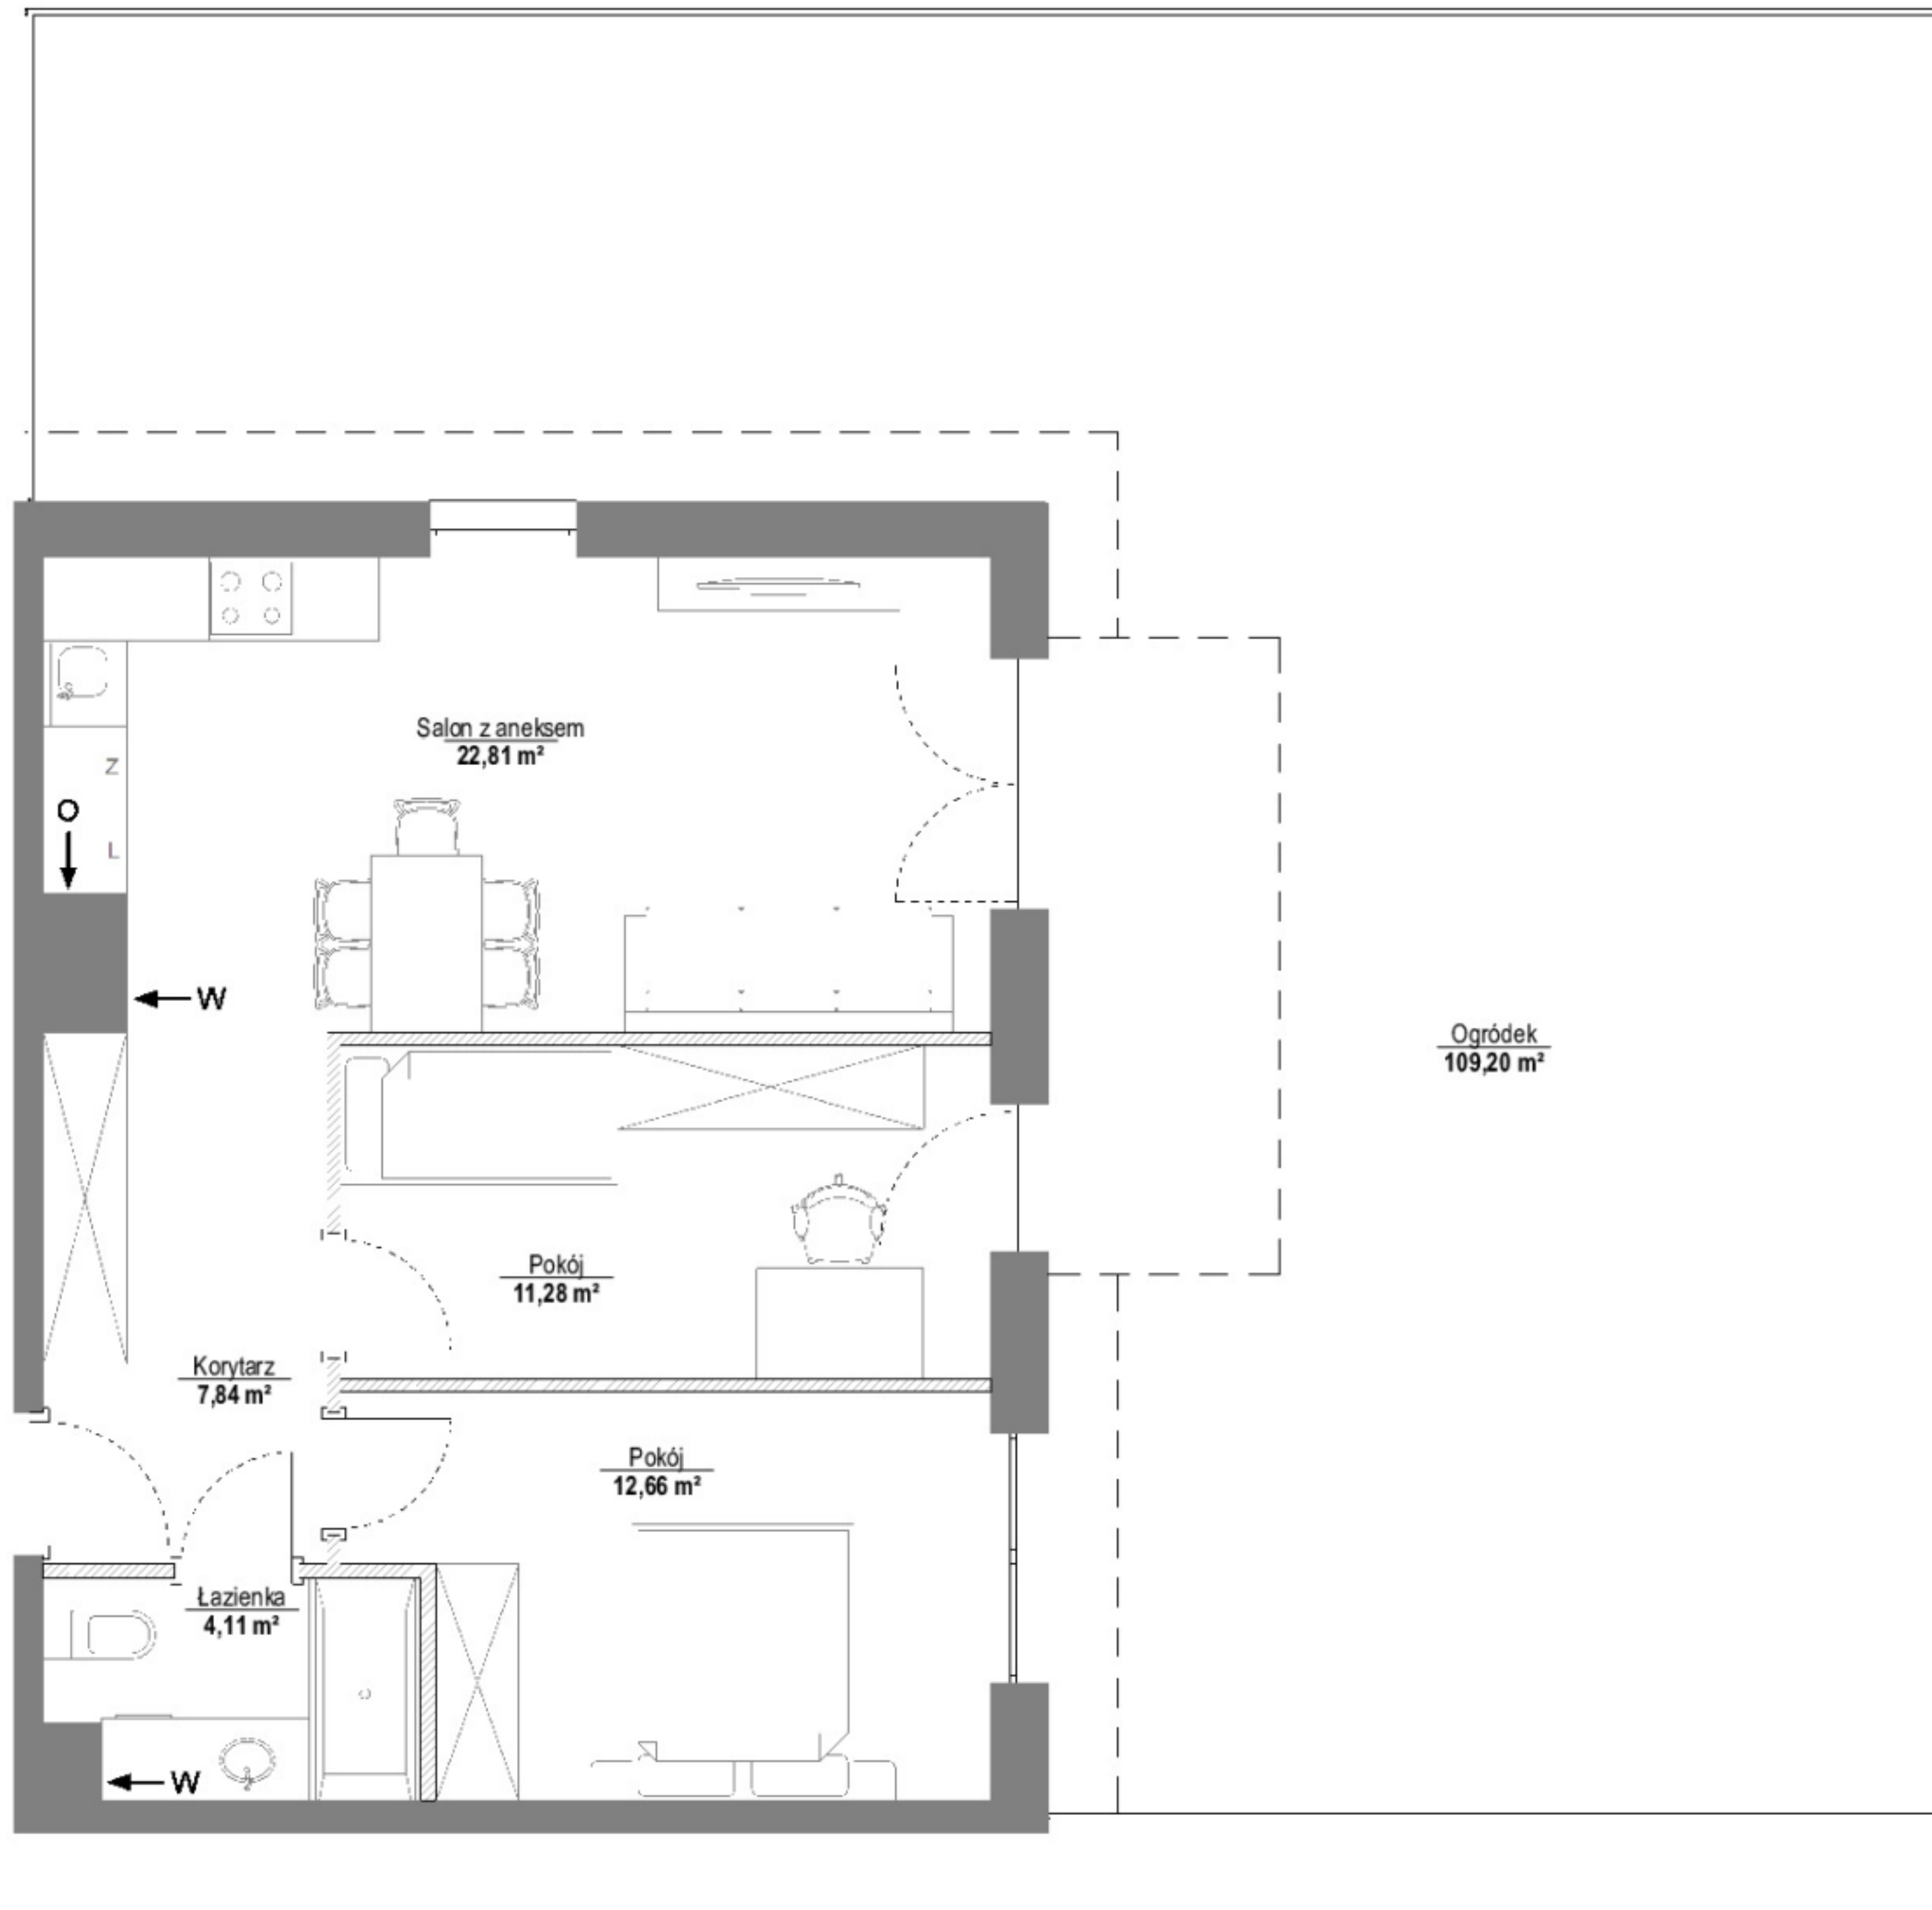 Salon z aneksem
22,81 m²
Z
O
L
W
Ogródek
109,20 m²
Pokój
11,28 m²
Korytarz
7,84 m²
Pokój
12,66 m²
Łazienka
4,11 m²
W